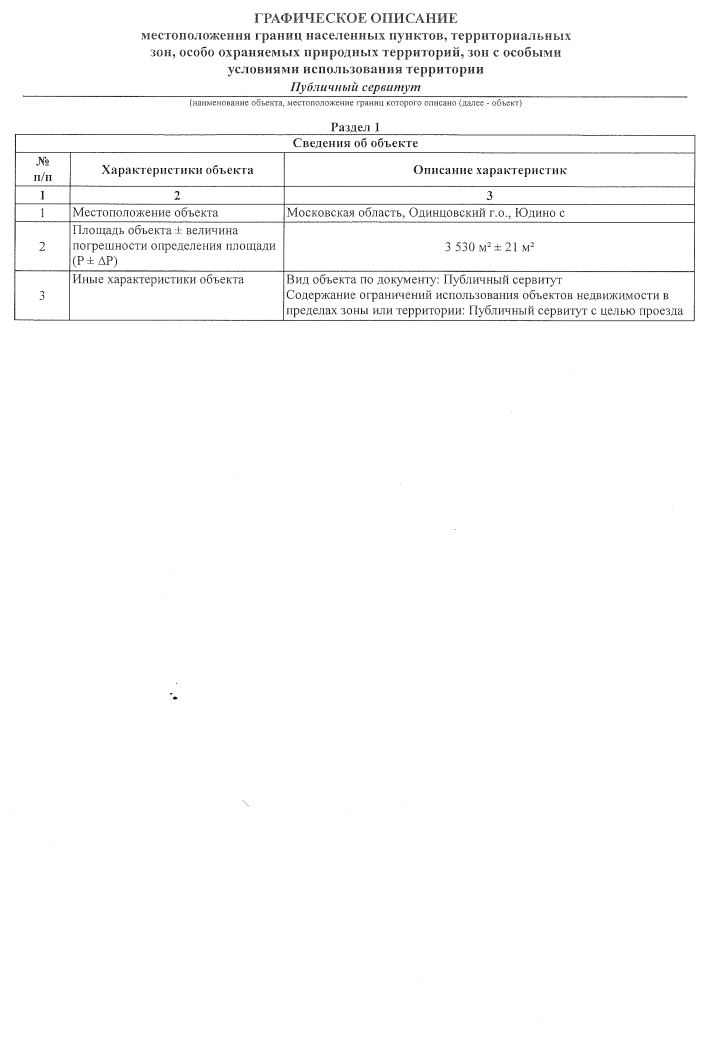 ГРАФИЧЕСКОЕ ОПИСАНИЕ
местоположения границ населенных пунктов, территориальных
зон, особо охраняемых природных территорий, зон с особыми
условиями использования территории
Публичный сервитут
(наименование объекта, местоположение границ которого описано (далее - объект)
Раздел 1
Сведения об объекте
№ п/п Характеристики объекта Описание характеристик
1 2 3
1 Местоположение объекта Московская область, Одинцовский г.о., Юдино с
2 Площадь объекта ± величина
погрешности определения площади
(P ± ΔP)
3 530 м² ± 21 м²
3 Иные характеристики объекта
Вид объекта по документу: Публичный сервитут
Содержание ограничений использования объектов недвижимости в
пределах зоны или территории: Публичный сервитут с целью проезда